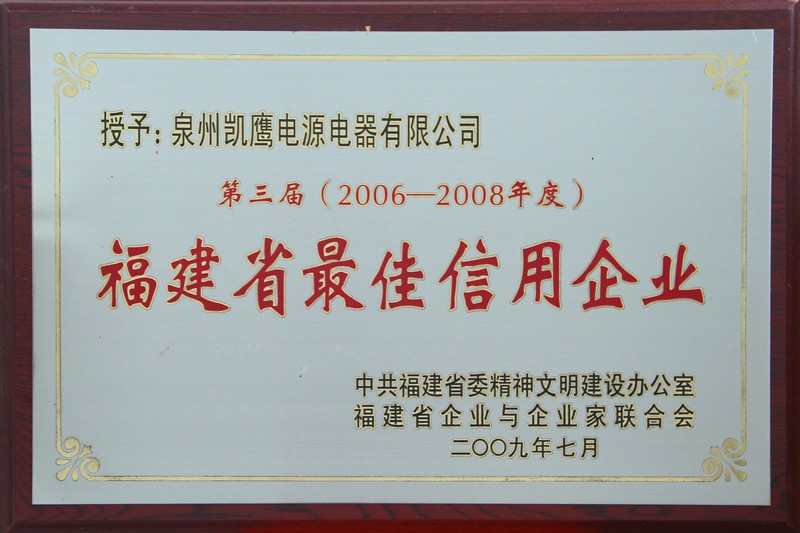 授予：泉州凯鹰电源电器有限公司
第三届（2006—2008年度）
福建省最佳信用企业
中共福建省委精神文明建设办公室
福建省企业与企业家联合会
二〇〇九年七月